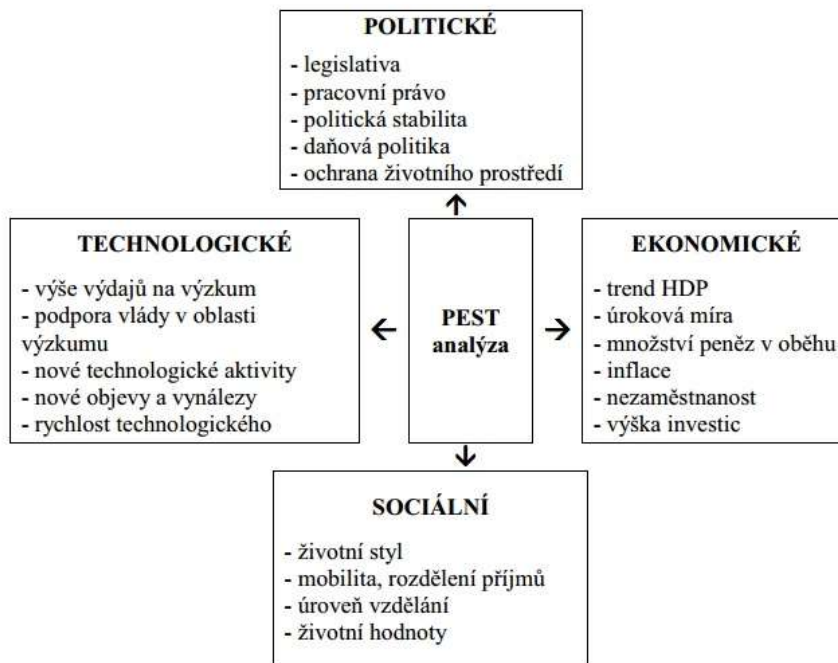 POLITICKÉ
- legislativa
- pracovní právo
- politická stabilita
- daňová politika
- ochrana životního prostředí
TECHNOLOGICKÉ
- výše výdajů na výzkum
- podpora vlády v oblasti
výzkumu
- nové technologické aktivity
- nové objevy a vynálezy
- rychlost technologického
PEST
analýza
EKONOMICKÉ
- trend HDP
- úroková míra
- množství peněz v oběhu
- inflace
- nezaměstnanost
- výška investic
SOCIÁLNÍ
- životní styl
- mobilita, rozdělení příjmů
- úroveň vzdělání
- životní hodnoty